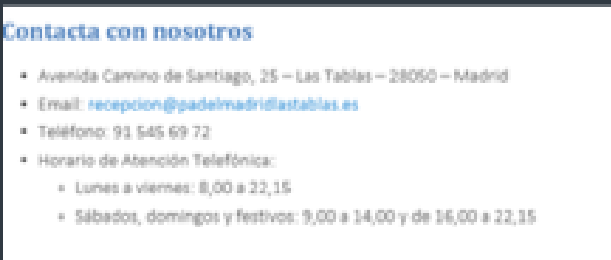 Contacta con nosotros
Avenida Camino de Santiago, 25 – Las Tablas – 28050 – Madrid
Email: recepcion@padelmadridlastablas.es
Teléfono: 91 545 69 72
Horario de Atención Telefónica:
Lunes a viernes: 8,00 a 22,15
Sábados, domingos y festivos: 9,00 a 14,00 y de 16,00 a 22,15